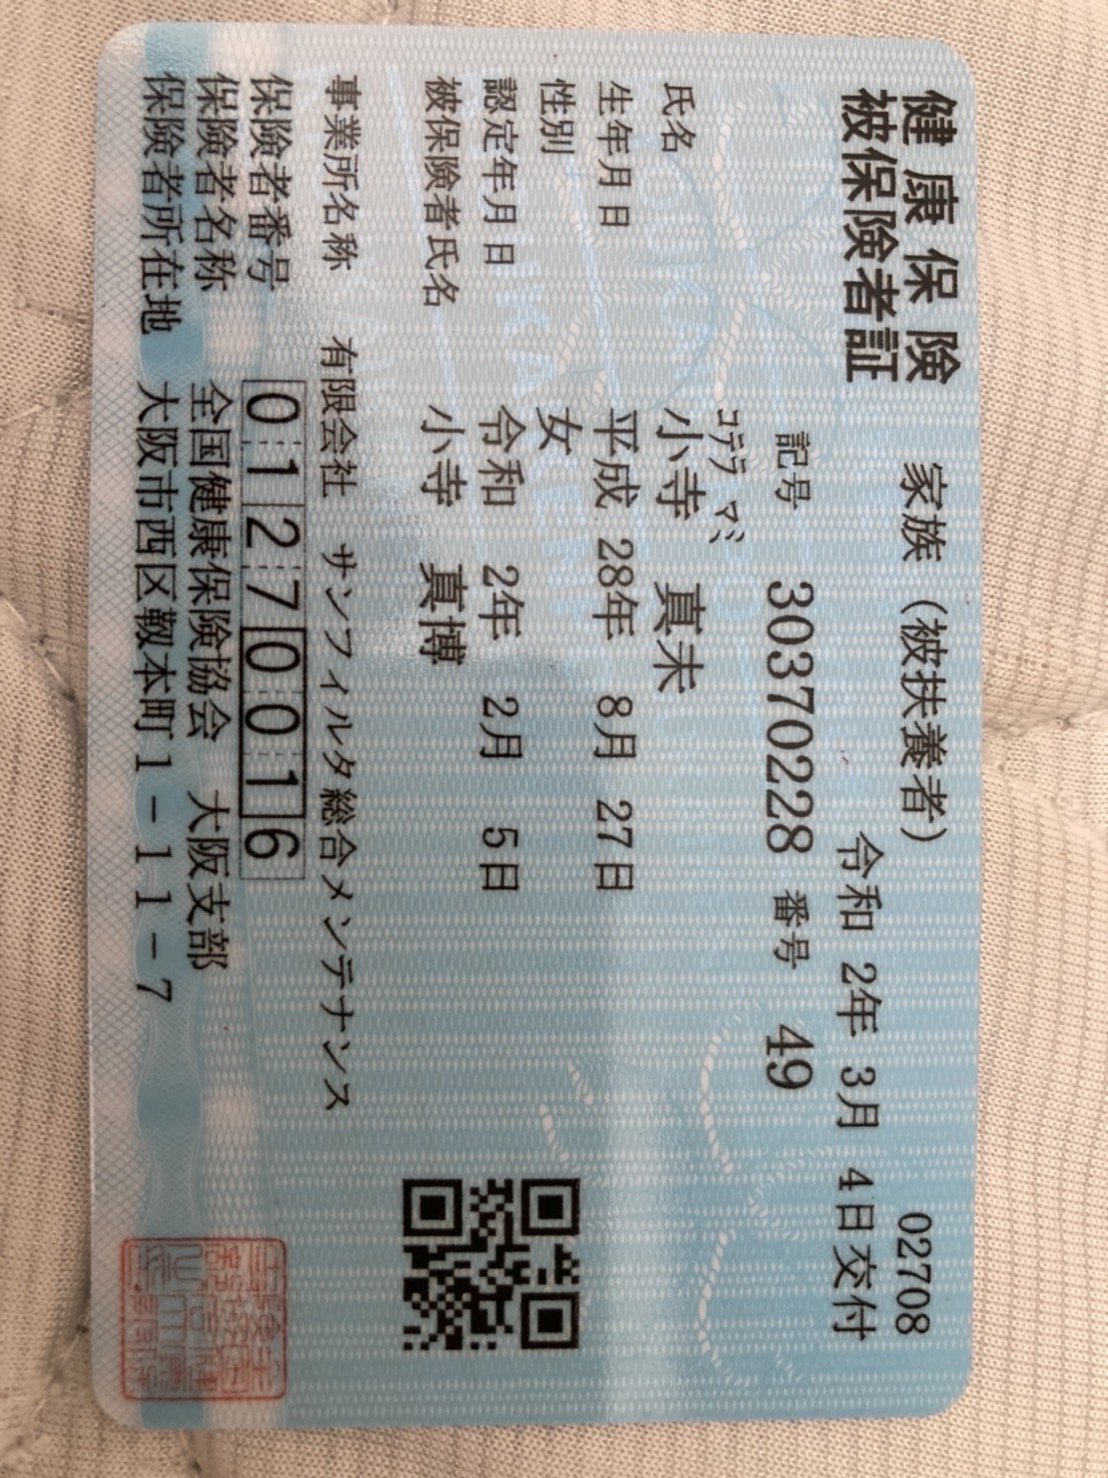 健康保険 被保険者証 家族（被扶養者） 02708
令和 2年 3月 4日交付
記号 30370228 番号 49
コデラ マミ
氏名 小寺 真未
生年月日 平成 28年 8月 27日
性別 女
認定年月日 令和 2年 2月 5日
被保険者氏名 小寺 真博
事業所名称 有限会社 サンフィルタ総合メンテナンス
保険者番号 01270016
保険者名称 全国健康保険協会 大阪支部
保険者所在地 大阪市西区靱本町1-11-7